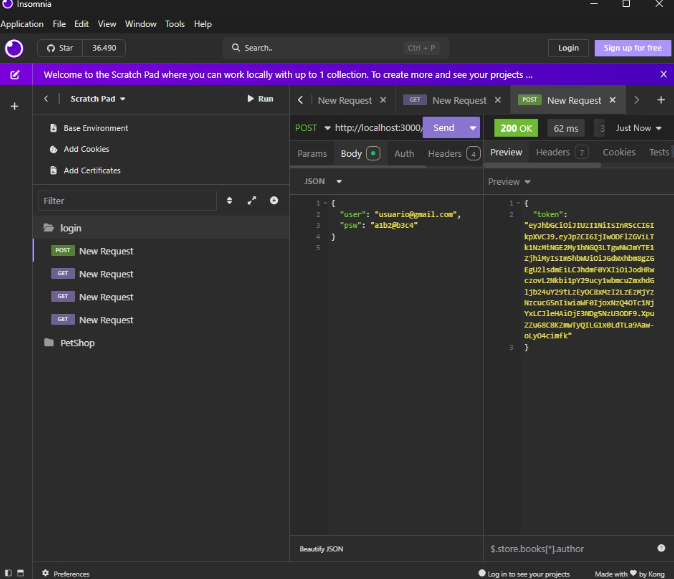 Insomnia
Application File Edit View Window Tools Help
Star 36.490
Search.. Ctrl + P
Login
Sign up for free
Welcome to the Scratch Pad where you can work locally with up to 1 collection. To create more and see your projects ... X
Scratch Pad
Run
Base Environment
Add Cookies
Add Certificates
Filter
login
POST New Request
GET New Request
GET New Request
GET New Request
PetShop
New Request
GET New Request
POST New Request
POST http://localhost:3000/ Send
Params Body Auth Headers 4
JSON
1 {
2 "user": "usuario@gmail.com",
3 "psw": "a1b2@b3c4"
4 }
5
200 OK 62 ms 3 Just Now
Preview Headers 7 Cookies Tests
Preview
1 {
2 "token":
3 }
Beautify JSON
$.store.books[*].author
Preferences
Log in to see your projects
Made with ♥ by Kong